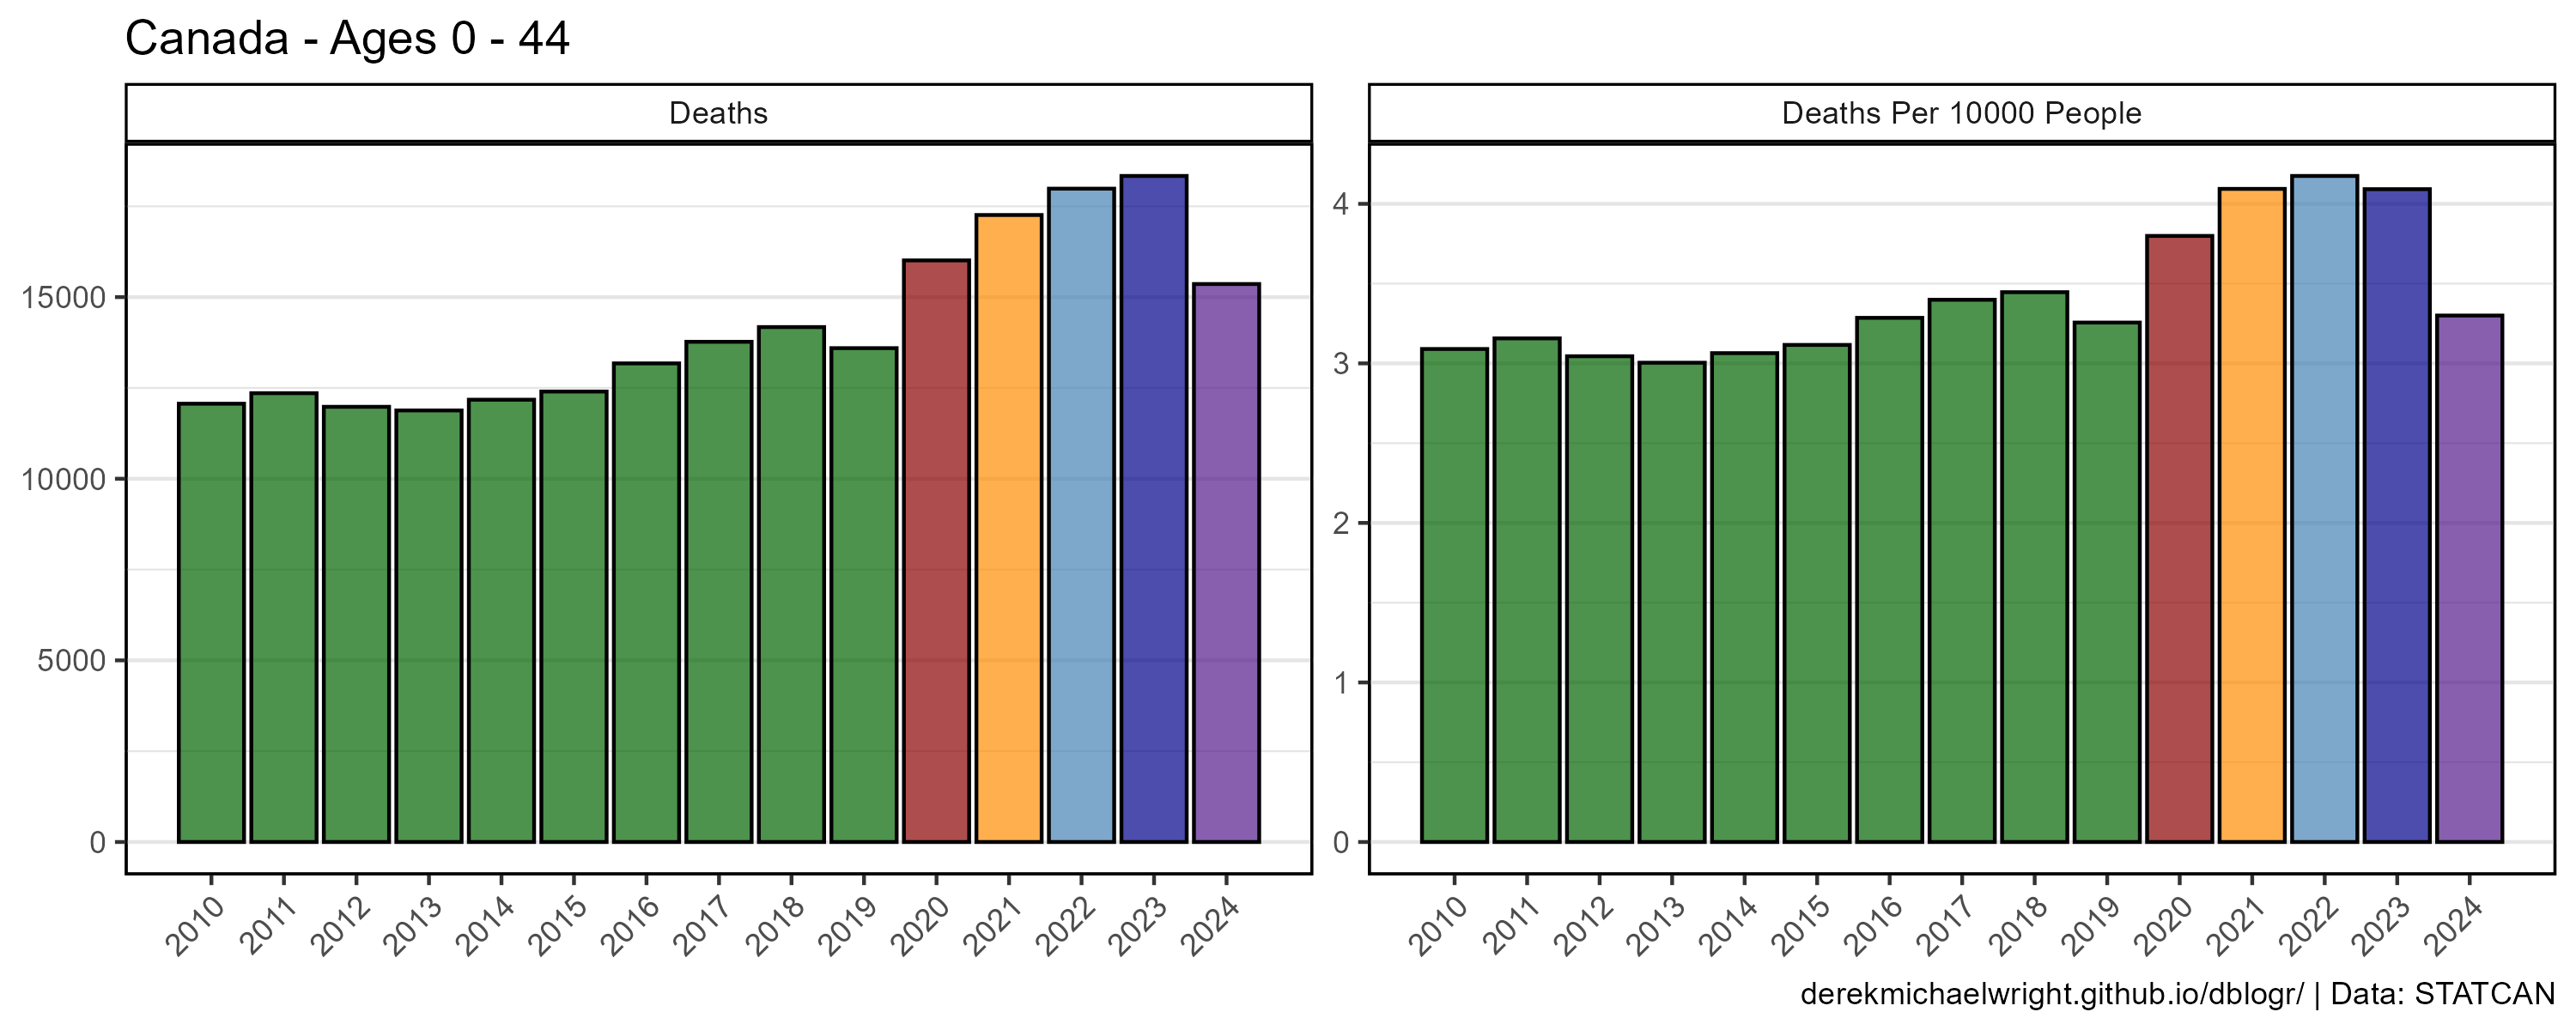 Canada - Ages 0 - 44
Deaths
Deaths Per 10000 People
15000
10000
5000
0
4
3
2
1
0
2010 2011 2012 2013 2014 2015 2016 2017 2018 2019 2020 2021 2022 2023 2024
2010 2011 2012 2013 2014 2015 2016 2017 2018 2019 2020 2021 2022 2023 2024
derekmichaelwright.github.io/dblogr/ | Data: STATCAN